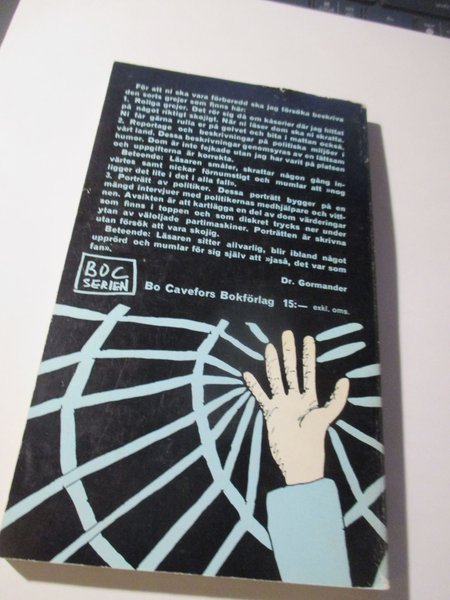 För att ni ska vara förberedd ska jag försöka beskriva
den sorts grejer som finns här:
1. Roliga grejer. Det rör sig då om kåserier där jag hittat
på något riktigt skojigt. När ni läser dom ska ni skratta.
Ni får gärna rulla er på golvet och bita i mattan också.
2. Reportage och beskrivningar på politiska miljöer i
vårt land. Dessa beskrivningar genomsyras av en lättsam
humor. Dom är inte fejkade utan jag har varit på platsen
och uppgifterna är korrekta.
Beteende: Läsaren småler, skrattar någon gång in-
värtes samt nickar förnumstigt och mumlar att »nog
ligger det lite i det i alla fall».
3. Porträtt av politiker. Dessa porträtt bygger på en
mängd intervjuer med politikernas medhjälpare och vitt-
nen. Avsikten är att kartlägga en del av dom värderingar
som finns i toppen och som diskret trycks ner under
ytan av väloljade partimaskiner. Porträtten är skrivna
utan försök att vara skojig.
Beteende: Läsaren sitter allvarlig, blir ibland något
upprörd och mumlar för sig själv att »jaså, det var som
fan».
Dr. Gormander
BOC
SERIEN
Bo Cavefors Bokförlag 15:— exkl. oms.